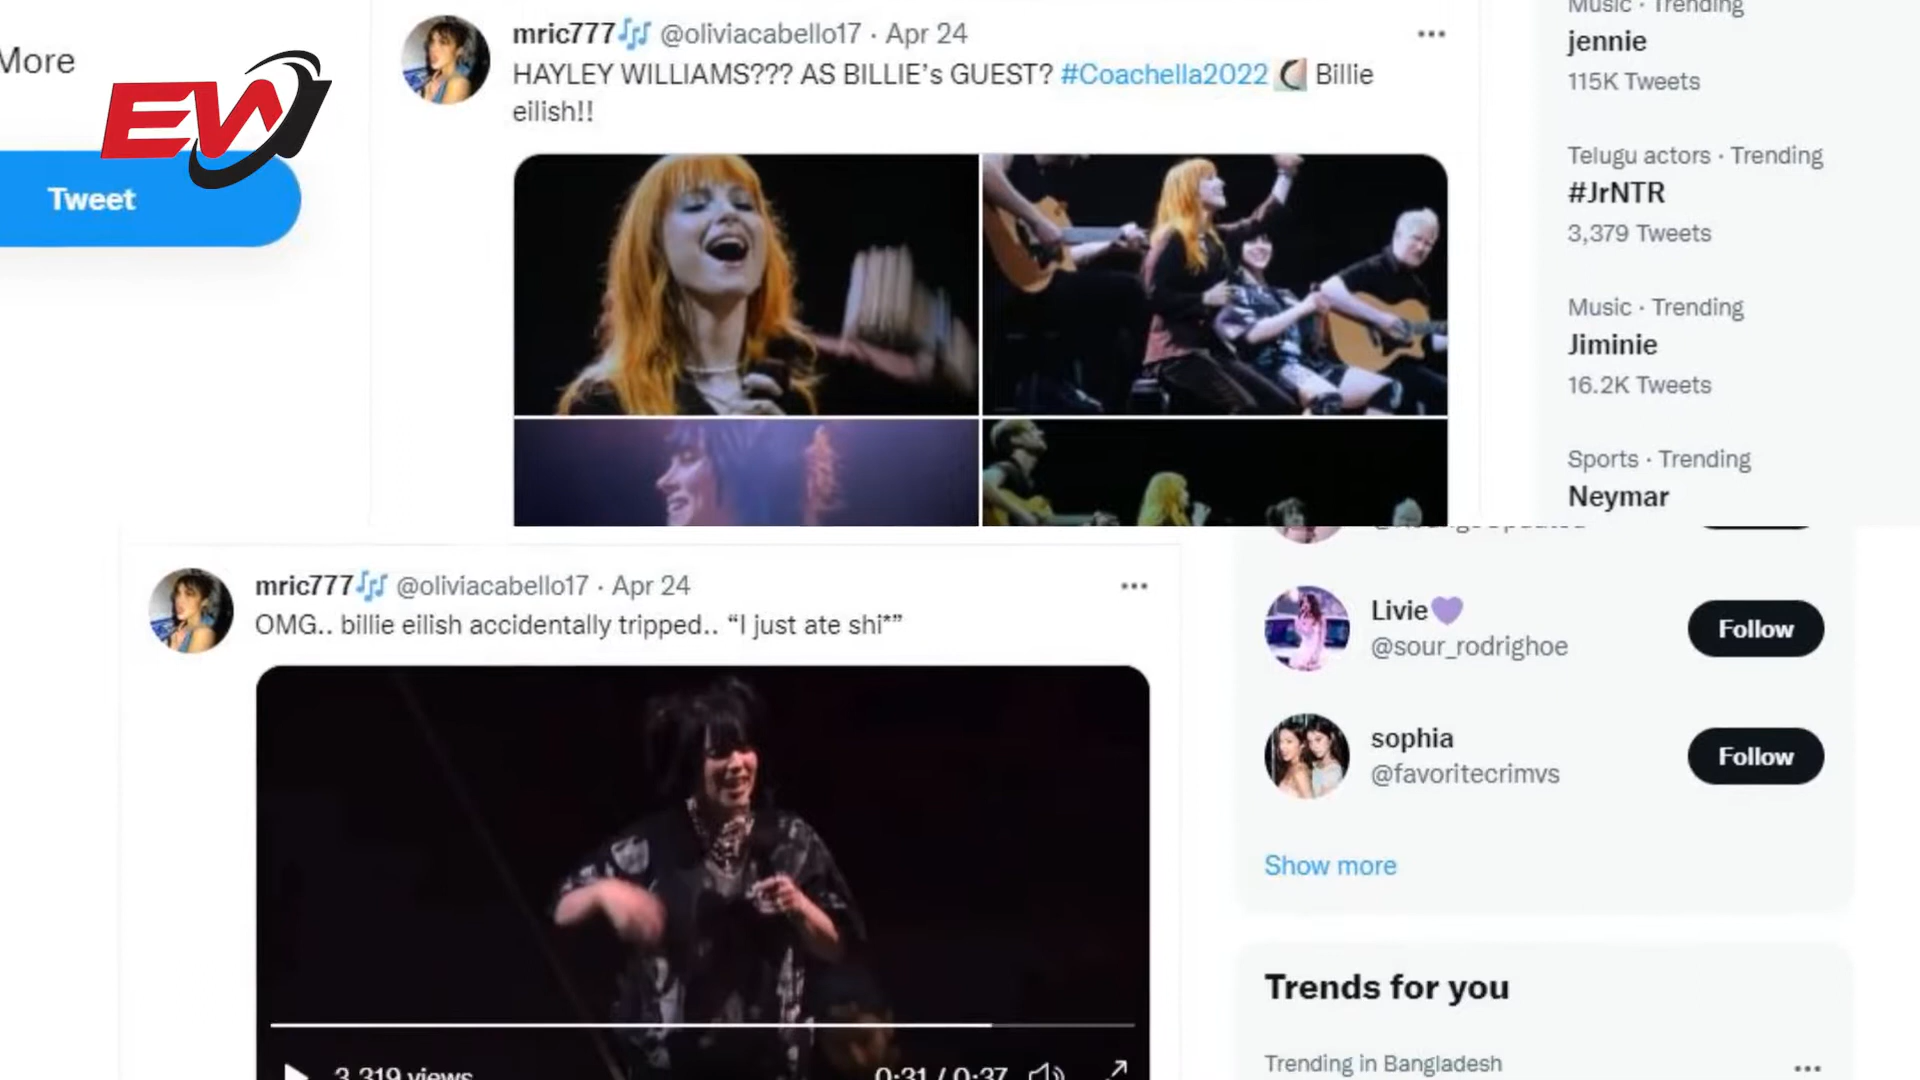 More
EW
Tweet
mric777 @oliviacabello17 · Apr 24
HAYLEY WILLIAMS??? AS BILLIE's GUEST? #Coachella2022 Billie
eilish!!
Music · Trending
jennie
115K Tweets
Telugu actors · Trending
#JrNTR
3,379 Tweets
Music · Trending
Jiminie
16.2K Tweets
Sports · Trending
Neymar
mric777 @oliviacabello17 · Apr 24
OMG.. billie eilish accidentally tripped.. “I just ate shi*”
3,319 views
0:31 / 0:37
Livie
@sour_rodrighoe
Follow
sophia
@favoritecrimvs
Follow
Show more
Trends for you
Trending in Bangladesh